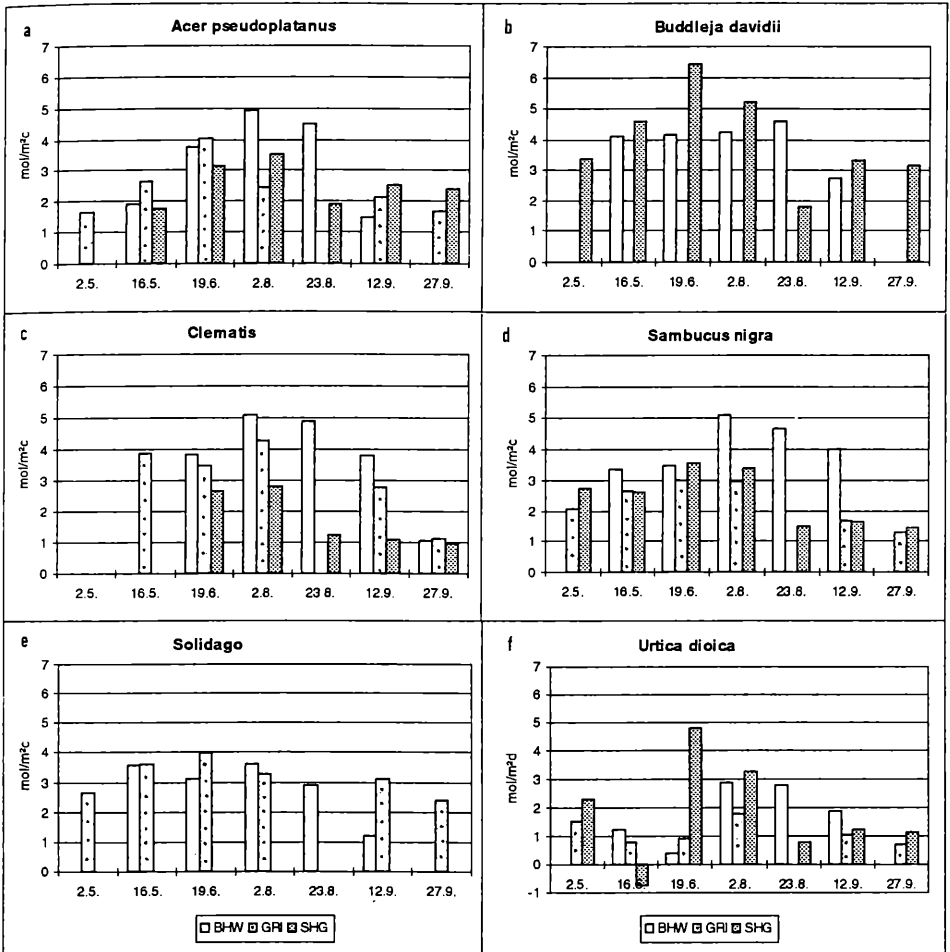 a
Acer pseudoplatanus
7
6
5
4
3
2
1
0
mol/m²c
2.5. 16.5. 19.6. 2.8. 23.8. 12.9. 27.9.
b
Buddleja davidii
7
6
5
4
3
2
1
0
mol/m²c
2.5. 16.5. 19.6. 2.8. 23.8. 12.9. 27.9.
c
Clematis
7
6
5
4
3
2
1
0
mol/m²c
2.5. 16.5. 19.6. 2.8. 23 8. 12.9. 27.9.
d
Sambucus nigra
7
6
5
4
3
2
1
0
mol/m²c
2.5. 16.5. 19.6. 2.8. 23.8. 12.9. 27.9.
e
Solidago
7
6
5
4
3
2
1
0
mol/m²c
2.5. 16.5. 19.6. 2.8. 23.8. 12.9. 27.9.
BHW GRI SHG
f
Urtica dioica
7
6
5
4
3
2
1
0
-1
mol/m²d
2.5. 16.6. 19.6. 2.8. 23.8. 12.9. 27.9.
BHW GRI SHG